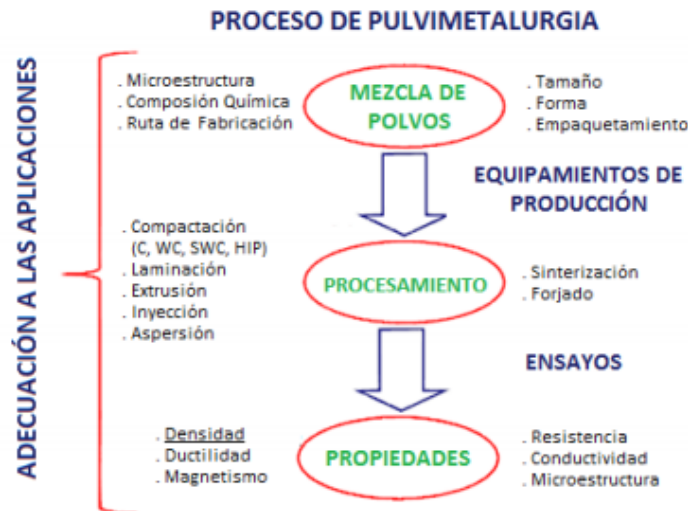 PROCESO DE PULVIMETALURGIA
ADECUACIÓN A LAS APLICACIONES
. Microestructura
. Composión Química
. Ruta de Fabricación
MEZCLA DE
POLVOS
. Tamaño
. Forma
. Empaquetamiento
EQUIPAMIENTOS DE
PRODUCCIÓN
. Compactación
(C, WC, SWC, HIP)
. Laminación
. Extrusión
. Inyección
. Aspersión
PROCESAMIENTO
. Sinterización
. Forjado
ENSAYOS
. Densidad
. Ductilidad
. Magnetismo
PROPIEDADES
. Resistencia
. Conductividad
. Microestructura